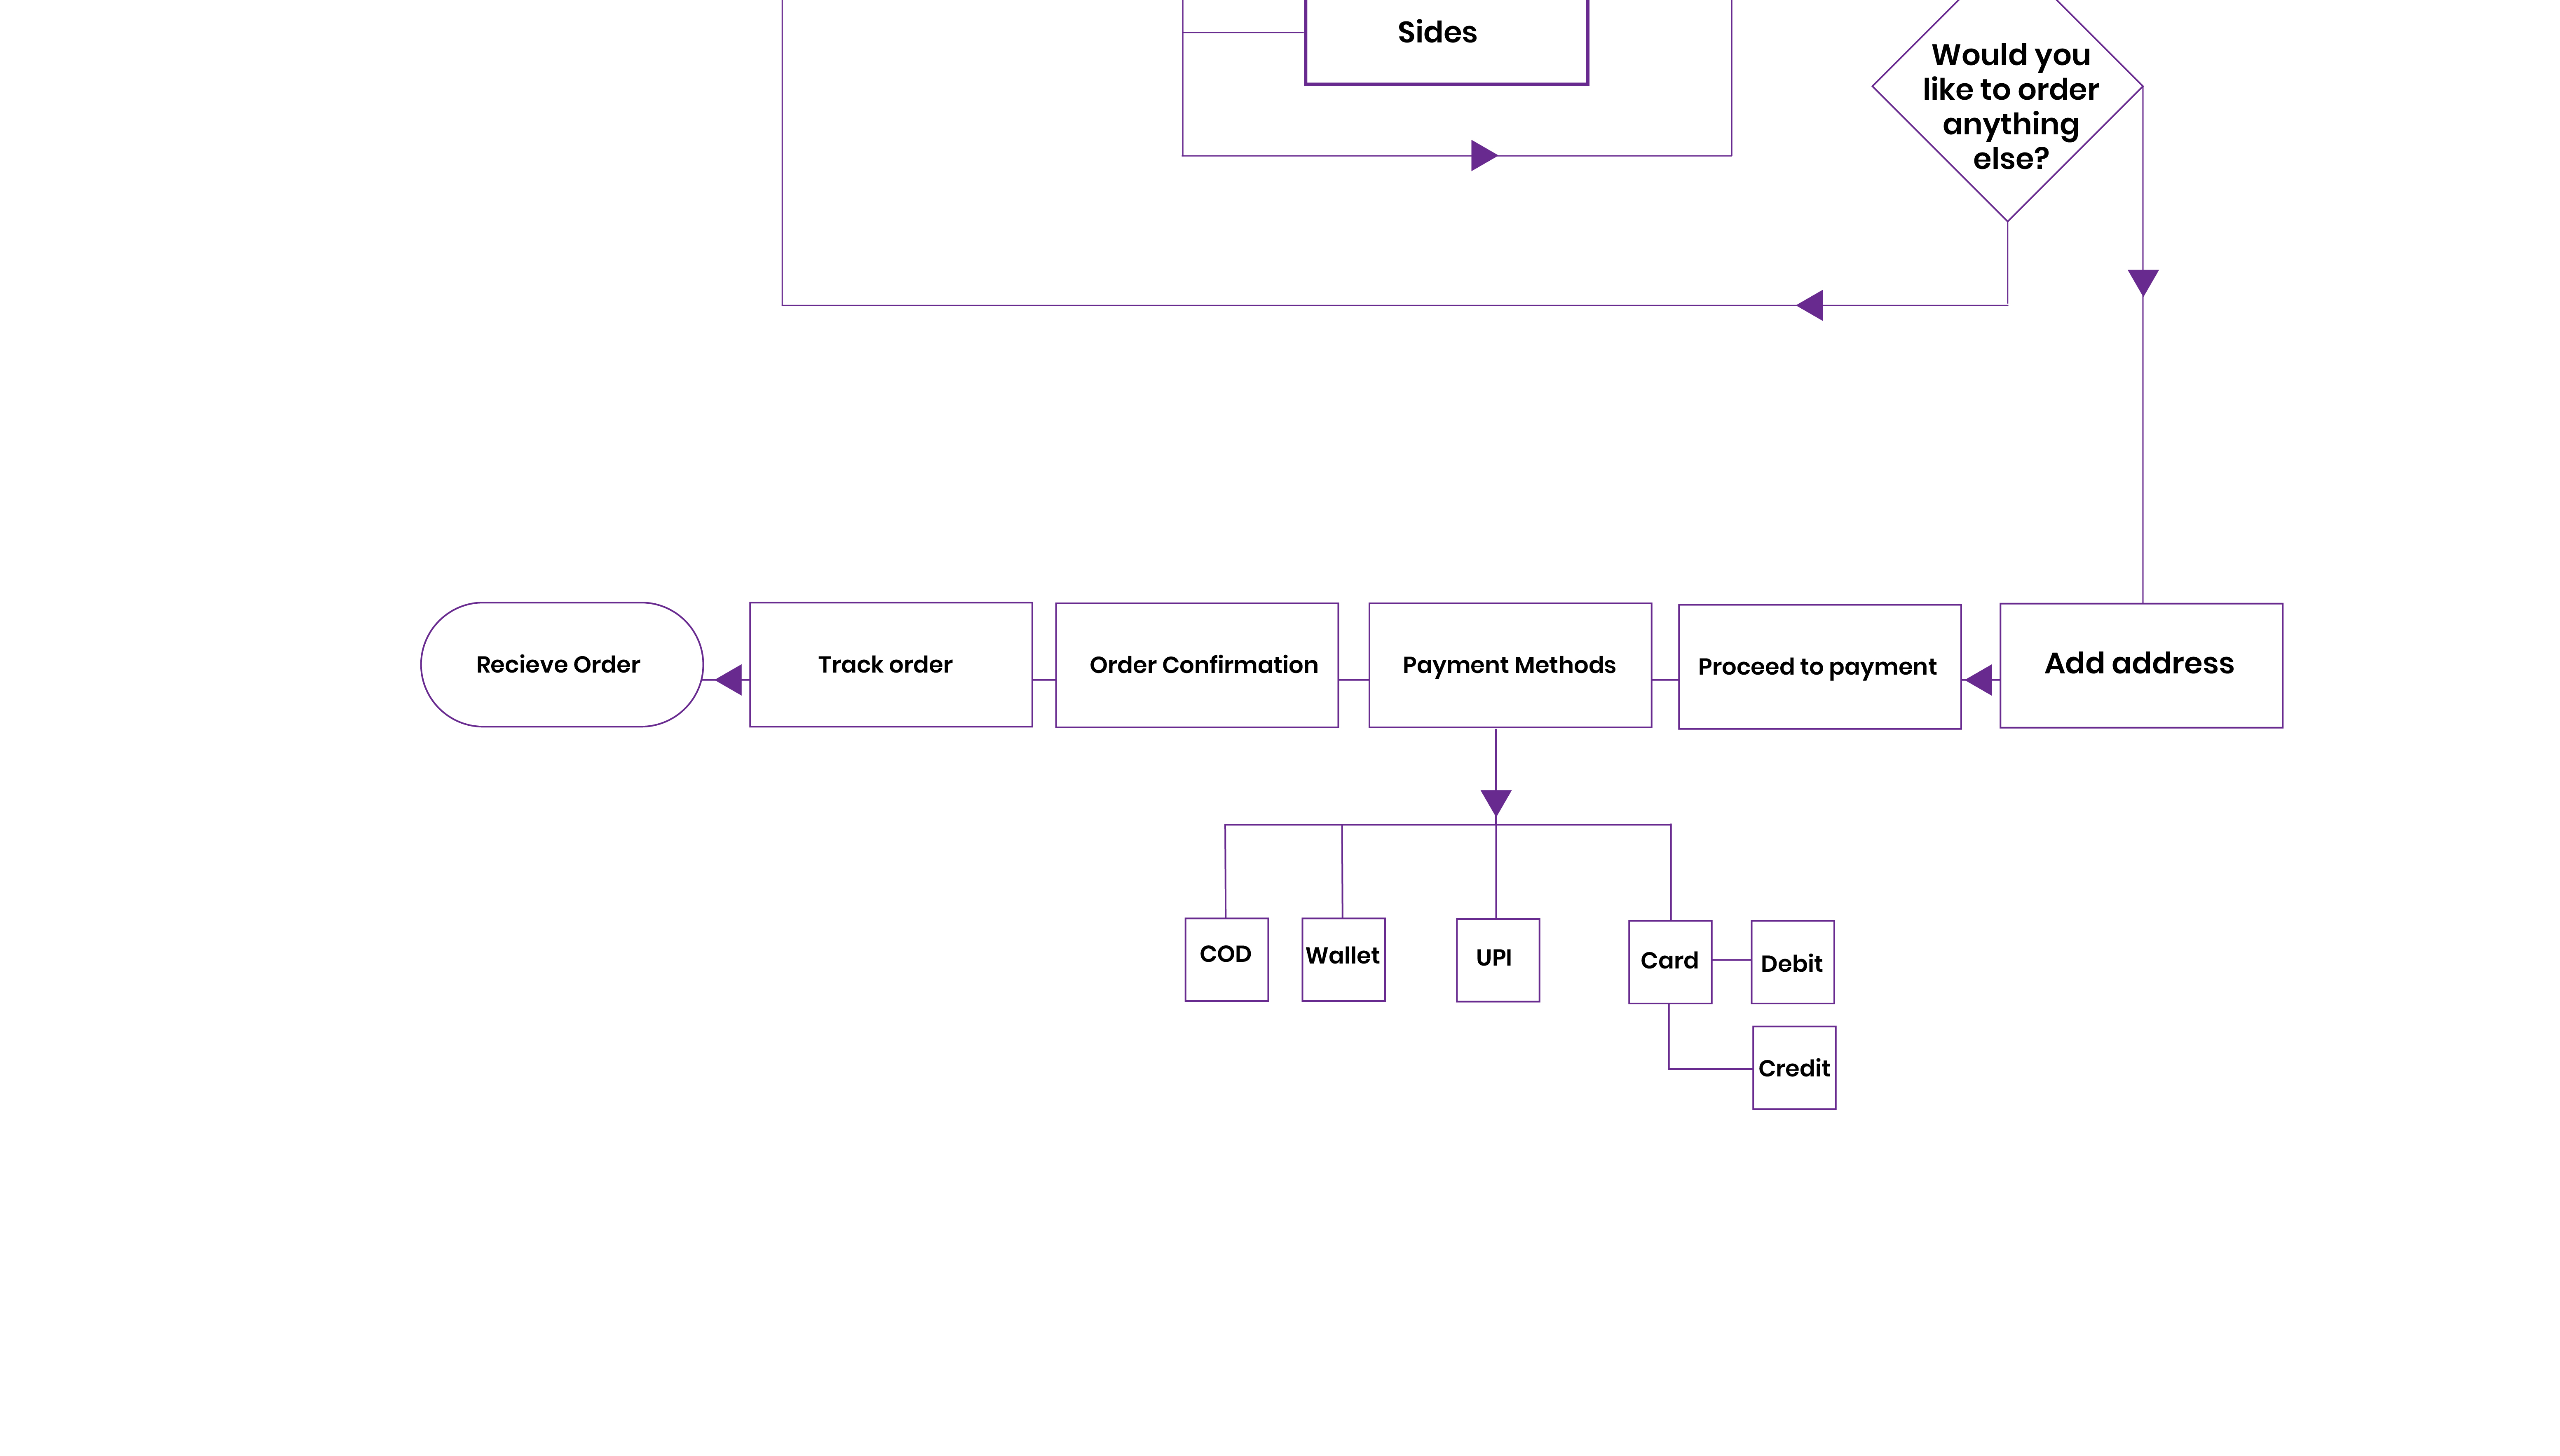 Sides
Would you
like to order
anything
else?
Recieve Order
Track order
Order Confirmation
Payment Methods
Proceed to payment
Add address
COD
Wallet
UPI
Card
Debit
Credit